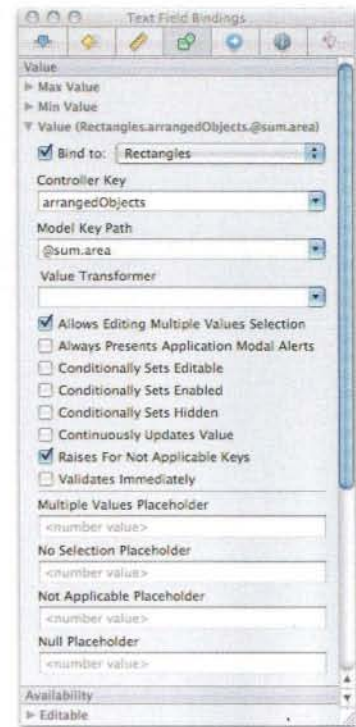 Text Field Bindings
Value
Max Value
Min Value
Value (Rectangles.arrangedObjects.@sum.area)
Bind to: Rectangles
Controller Key
arrangedObjects
Model Key Path
@sum.area
Value Transformer
Allows Editing Multiple Values Selection
Always Presents Application Modal Alerts
Conditionally Sets Editable
Conditionally Sets Enabled
Conditionally Sets Hidden
Continuously Updates Value
Raises For Not Applicable Keys
Validates Immediately
Multiple Values Placeholder
<number value>
No Selection Placeholder
<number value>
Not Applicable Placeholder
<number value>
Null Placeholder
<number value>
Availability
Editable